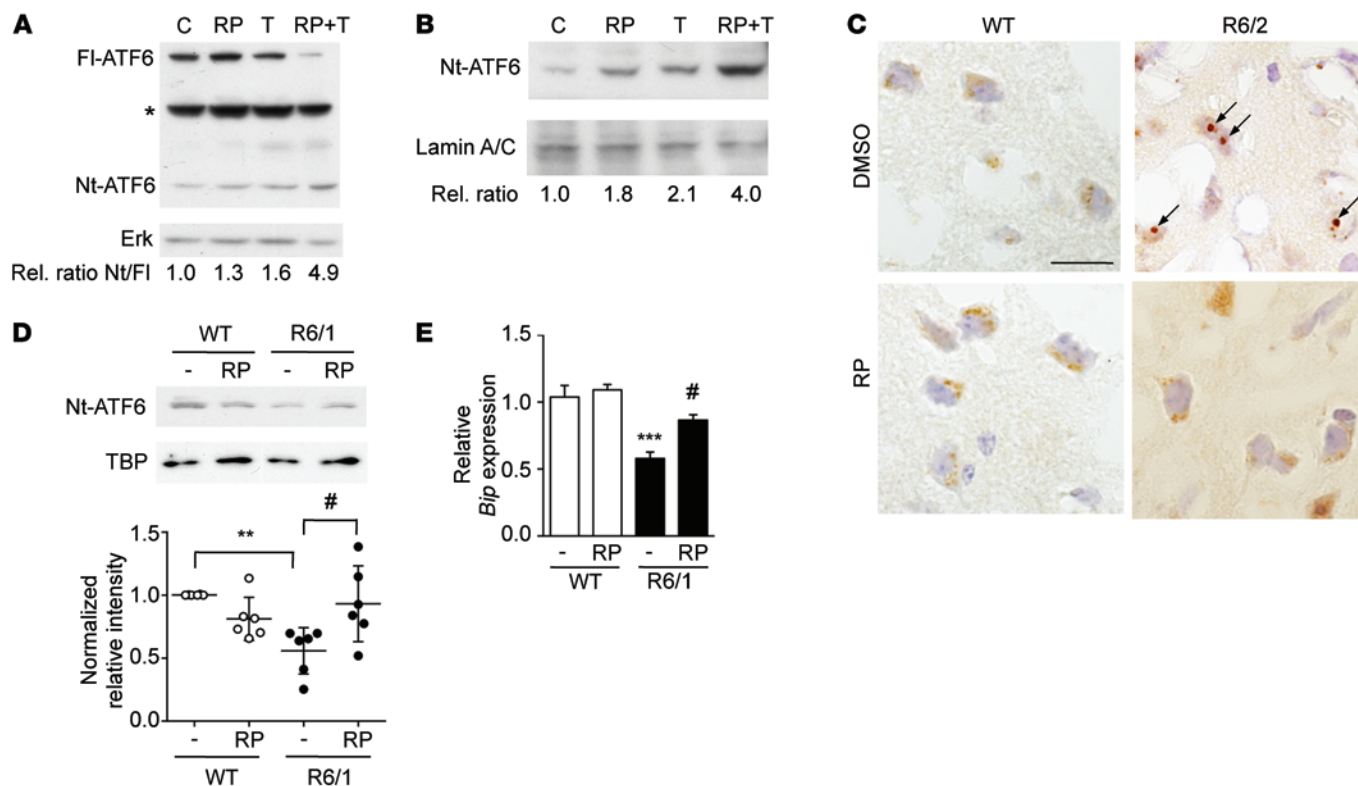 A
C RP T RP+T
Fl-ATF6
*
Nt-ATF6
Erk
Rel. ratio Nt/Fl 1.0 1.3 1.6 4.9
B
C RP T RP+T
Nt-ATF6
Lamin A/C
Rel. ratio 1.0 1.8 2.1 4.0
C
WT R6/2
DMSO
RP
D
WT R6/1
- RP - RP
Nt-ATF6
TBP
Normalized
relative intensity
1.5
1.0
0.5
0.0
**
#
- RP - RP
WT R6/1
E
Relative
Bip expression
1.5
1.0
0.5
0.0
***
#
- RP - RP
WT R6/1